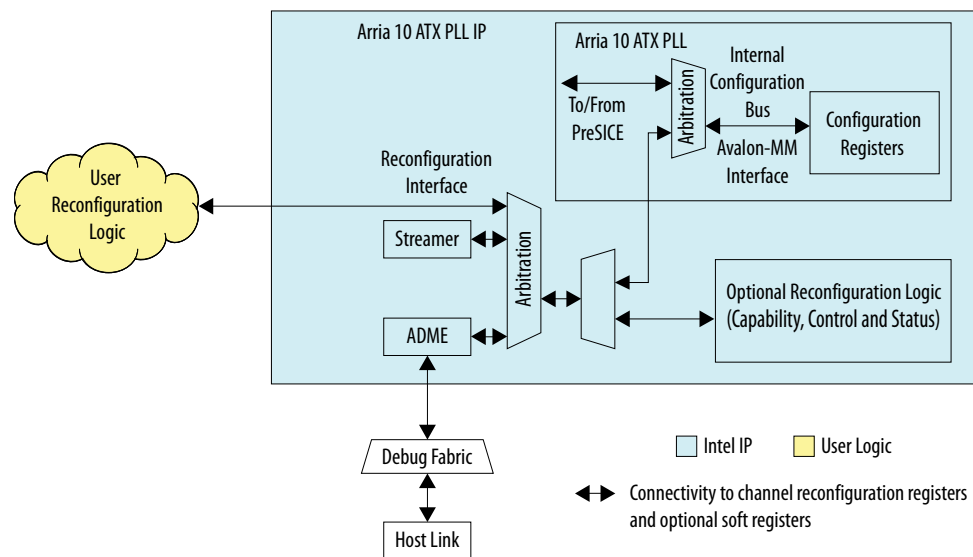 Arria 10 ATX PLL IP
Arria 10 ATX PLL
Internal
Configuration
Bus
To/From
PreSICE
Arbitration
Avalon-MM
Interface
Configuration
Registers
User
Reconfiguration
Logic
Reconfiguration
Interface
Streamer
Arbitration
ADME
Optional Reconfiguration Logic
(Capability, Control and Status)
Debug Fabric
Host Link
Intel IP
User Logic
Connectivity to channel reconfiguration registers
and optional soft registers